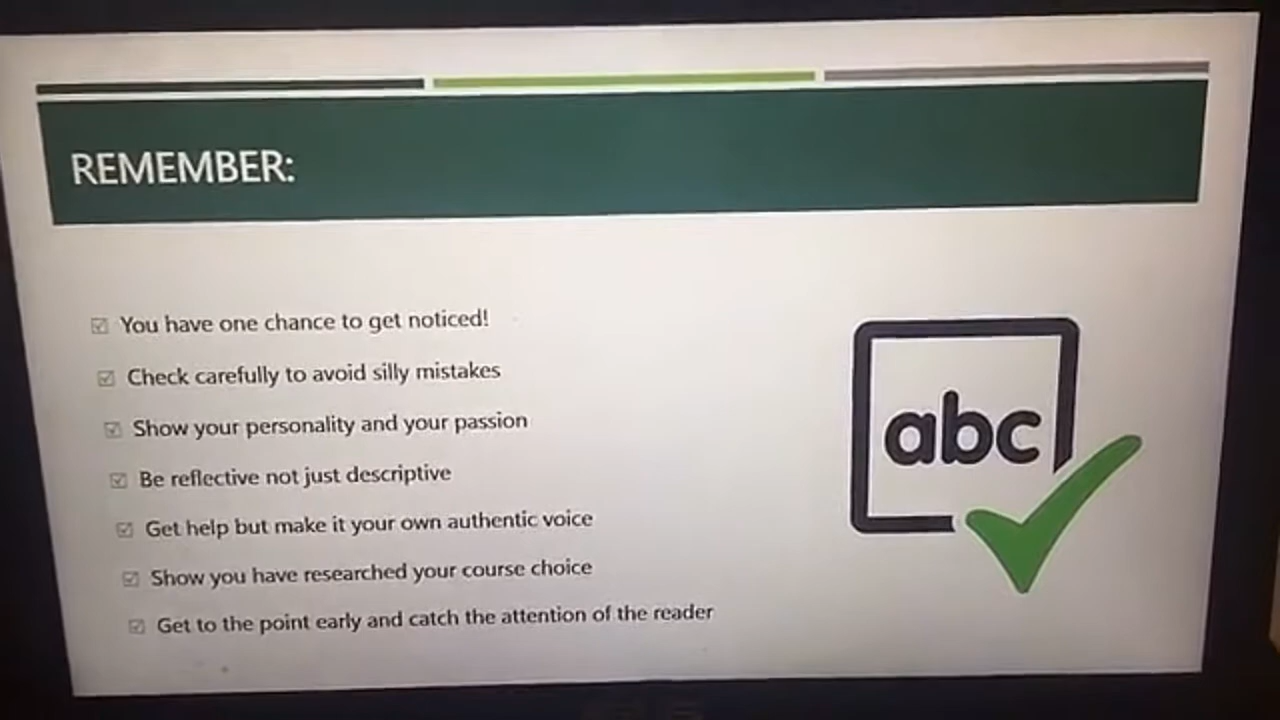 REMEMBER:
You have one chance to get noticed!
Check carefully to avoid silly mistakes
Show your personality and your passion
Be reflective not just descriptive
Get help but make it your own authentic voice
Show you have researched your course choice
Get to the point early and catch the attention of the reader
abc